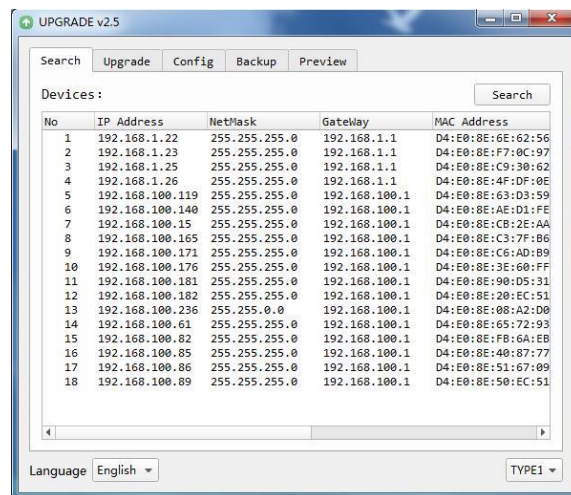 UPGRADE v2.5
Search Upgrade Config Backup Preview
Devices: Search
No IP Address NetMask GateWay MAC Address
1 192.168.1.22 255.255.255.0 192.168.1.1 D4:E0:8E:6E:62:56
2 192.168.1.23 255.255.255.0 192.168.1.1 D4:E0:8E:F7:0C:97
3 192.168.1.25 255.255.255.0 192.168.1.1 D4:E0:8E:C9:30:62
4 192.168.1.26 255.255.255.0 192.168.1.1 D4:E0:8E:4F:DF:0E
5 192.168.100.119 255.255.255.0 192.168.100.1 D4:E0:8E:63:D3:59
6 192.168.100.140 255.255.255.0 192.168.100.1 D4:E0:8E:AE:D1:FE
7 192.168.100.15 255.255.255.0 192.168.100.1 D4:E0:8E:CB:2E:AA
8 192.168.100.165 255.255.255.0 192.168.100.1 D4:E0:8E:C3:7F:B6
9 192.168.100.171 255.255.255.0 192.168.100.1 D4:E0:8E:C6:AD:B9
10 192.168.100.176 255.255.255.0 192.168.100.1 D4:E0:8E:3E:60:FF
11 192.168.100.181 255.255.255.0 192.168.100.1 D4:E0:8E:90:D5:31
12 192.168.100.182 255.255.255.0 192.168.100.1 D4:E0:8E:20:EC:51
13 192.168.100.236 255.255.0.0 192.168.100.1 D4:E0:8E:08:A2:D0
14 192.168.100.61 255.255.255.0 192.168.100.1 D4:E0:8E:65:72:93
15 192.168.100.82 255.255.255.0 192.168.100.1 D4:E0:8E:FB:6A:EB
16 192.168.100.85 255.255.255.0 192.168.100.1 D4:E0:8E:40:87:77
17 192.168.100.86 255.255.255.0 192.168.100.1 D4:E0:8E:51:67:09
18 192.168.100.89 255.255.255.0 192.168.100.1 D4:E0:8E:50:EC:51
Language English TYPE1